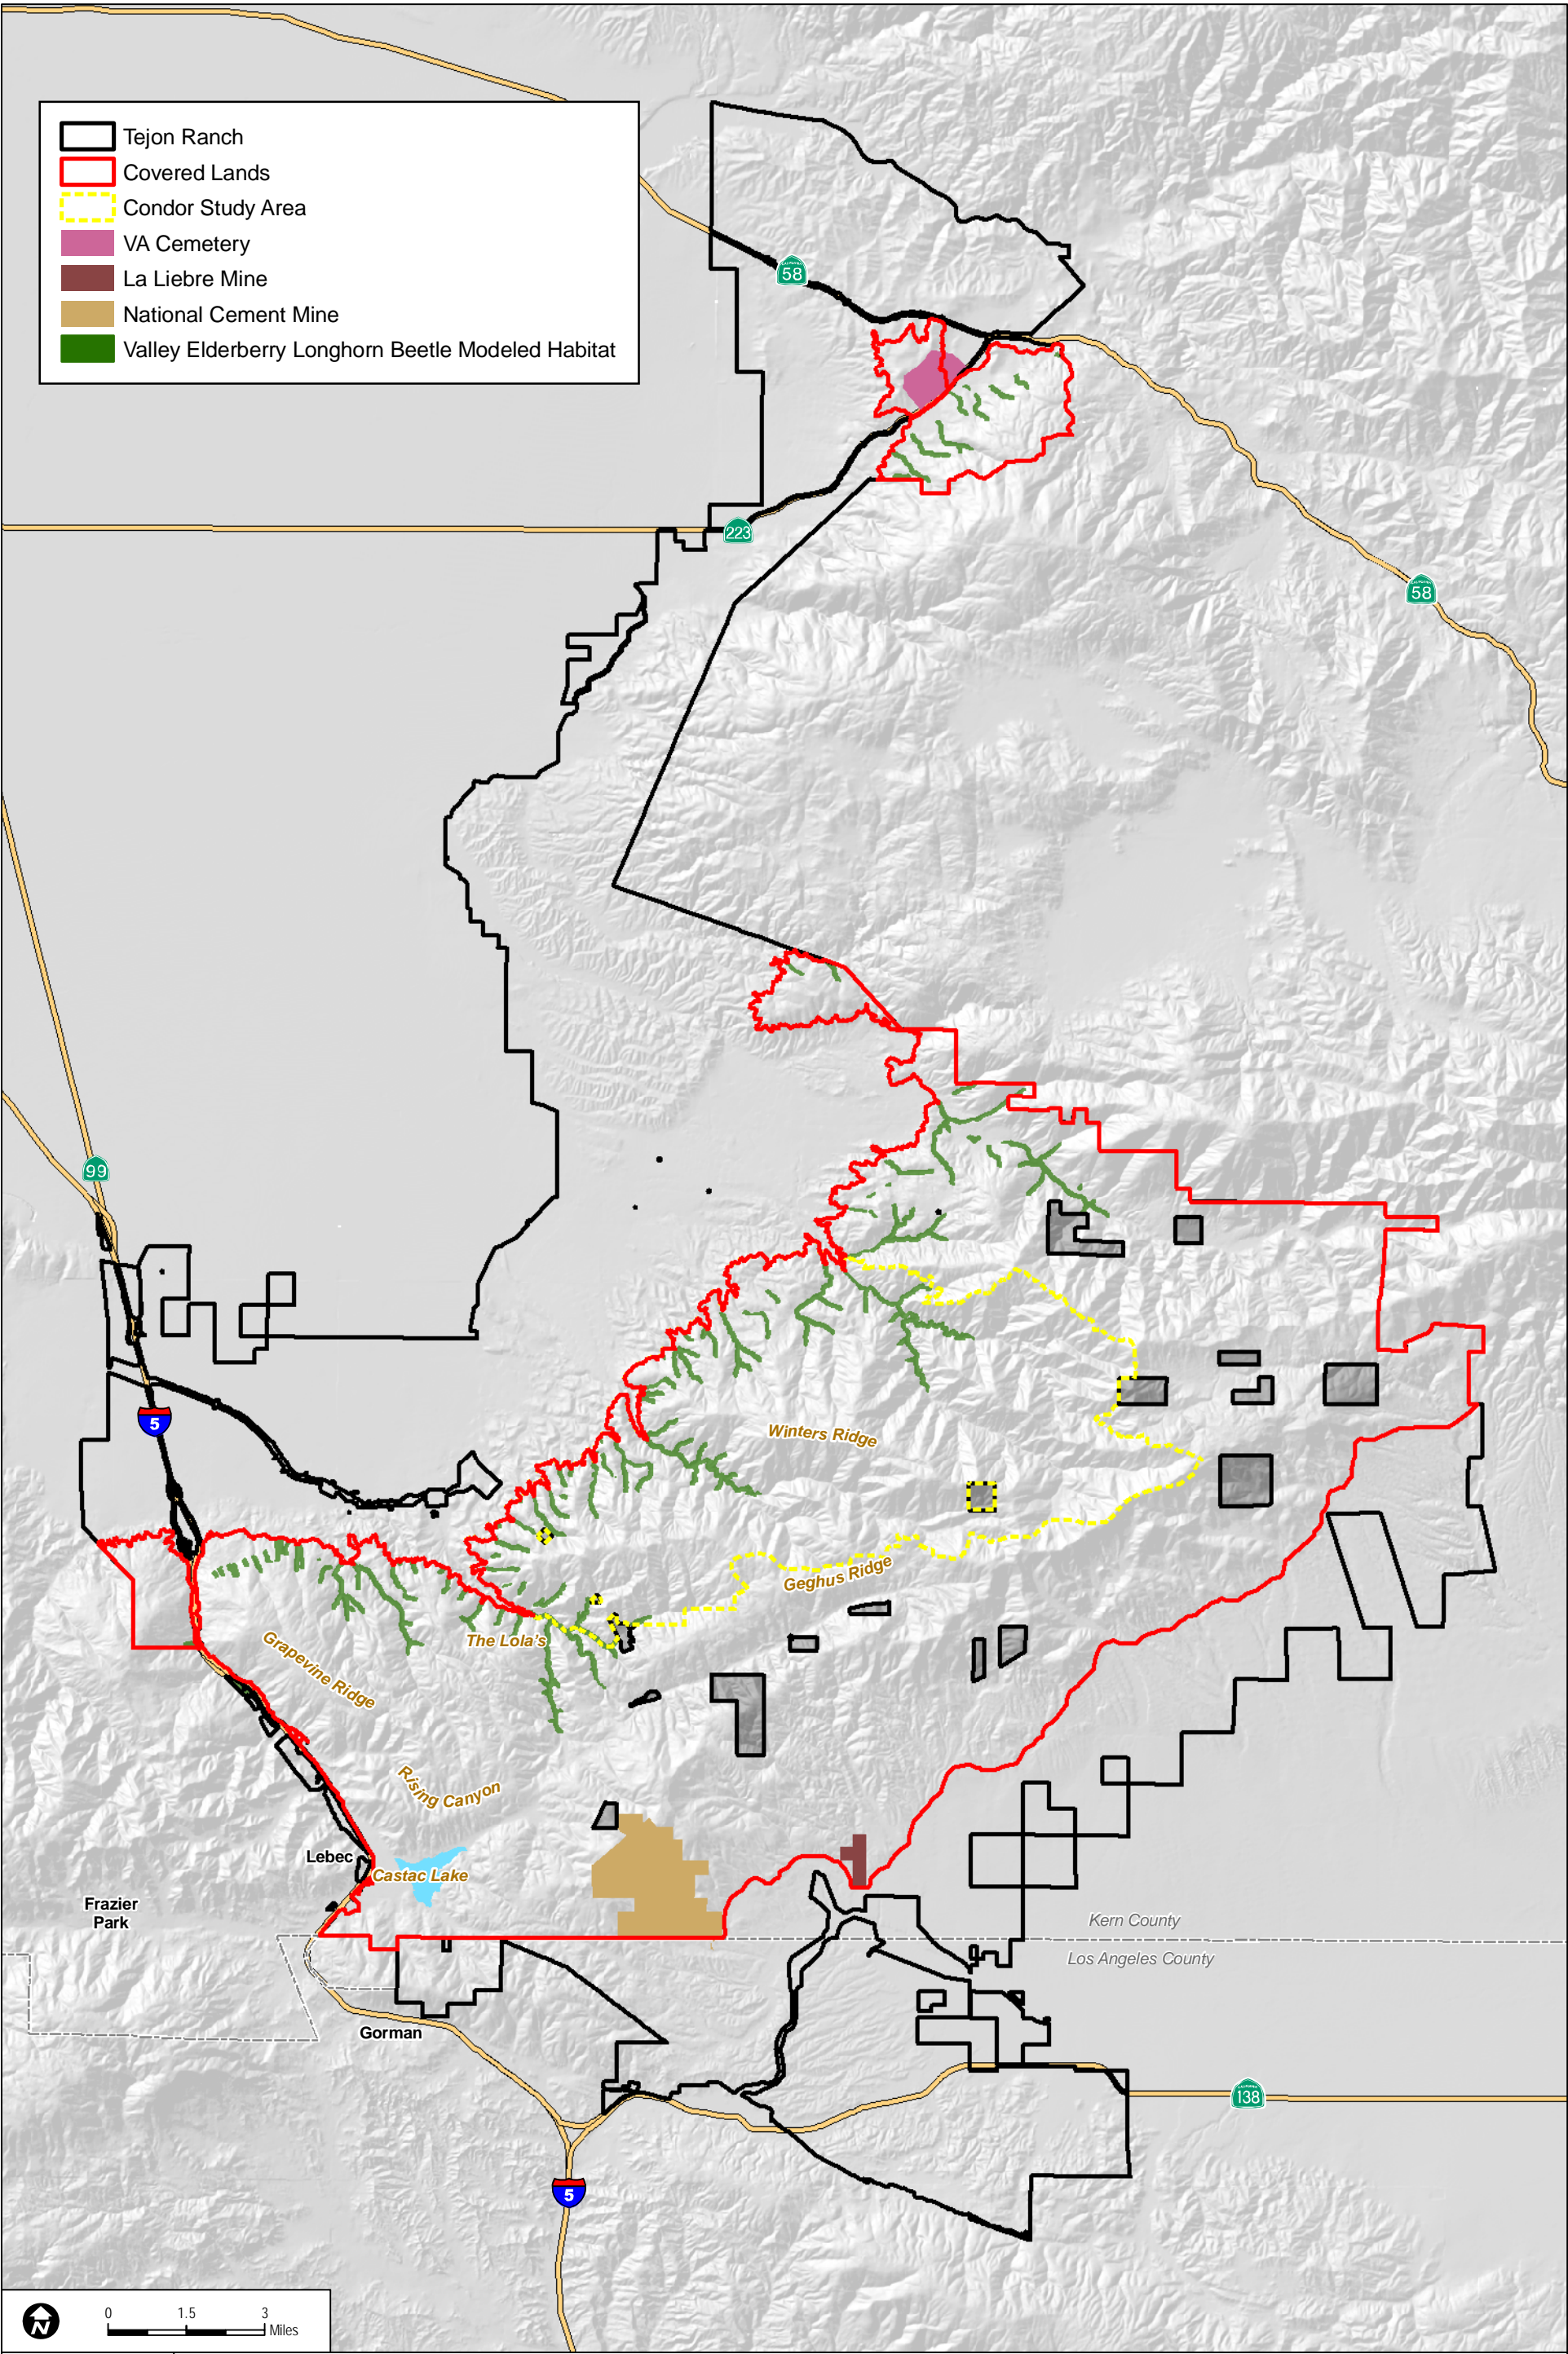 Tejon Ranch
Covered Lands
Condor Study Area
VA Cemetery
La Liebre Mine
National Cement Mine
Valley Elderberry Longhorn Beetle Modeled Habitat
58
223
58
99
5
Winters Ridge
Geghus Ridge
The Lola's
Grapevine Ridge
Rising Canyon
Lebec
Castac Lake
Frazier
Park
Kern County
Los Angeles County
Gorman
138
5
N
0 1.5 3
Miles